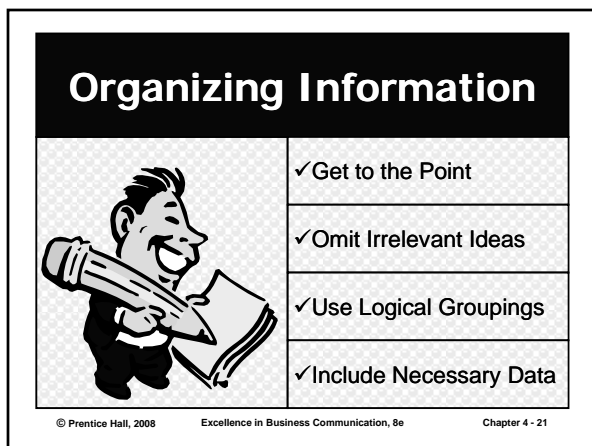 Organizing Information
✓Get to the Point
✓Omit Irrelevant Ideas
✓Use Logical Groupings
✓Include Necessary Data
© Prentice Hall, 2008 Excellence in Business Communication, 8e Chapter 4 - 21